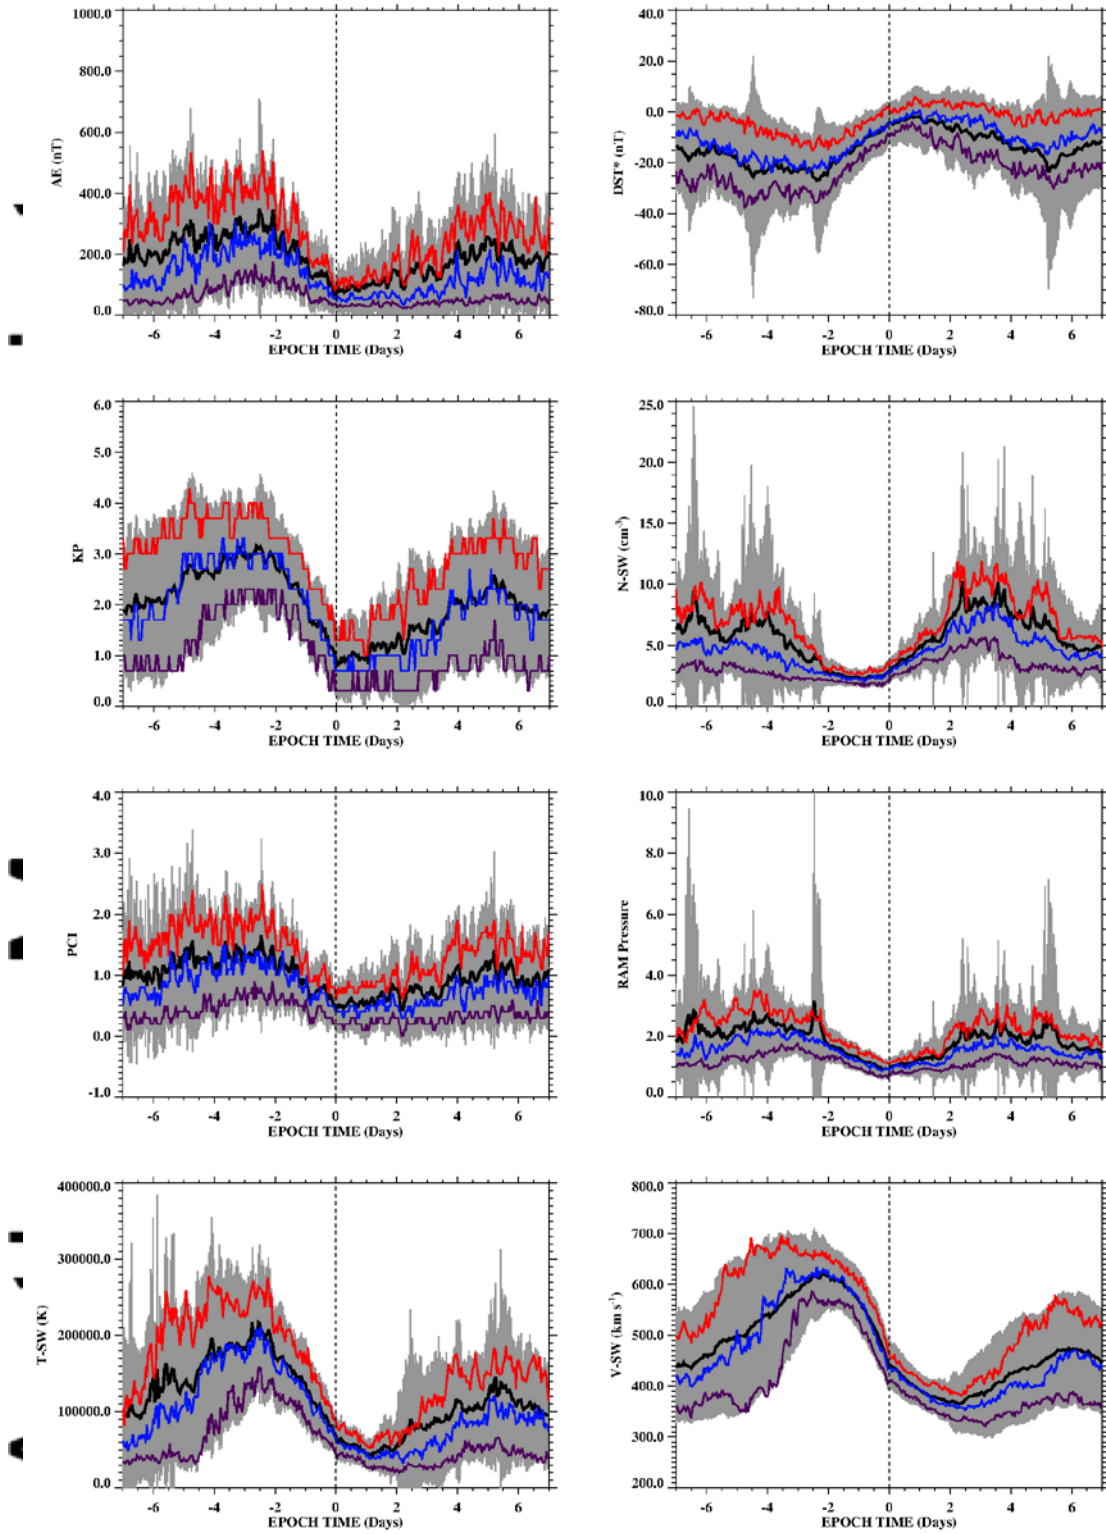 1000.0
800.0
600.0
400.0
200.0
0.0
AE (nT)
-6 -4 -2 0 2 4 6
EPOCH TIME (Days)
40.0
20.0
0.0
-20.0
-40.0
-60.0
-80.0
DST* (nT)
-6 -4 -2 0 2 4 6
EPOCH TIME (Days)
6.0
5.0
4.0
3.0
2.0
1.0
0.0
KP
-6 -4 -2 0 2 4 6
EPOCH TIME (Days)
25.0
20.0
15.0
10.0
5.0
0.0
N-SW (cm⁻³)
-6 -4 -2 0 2 4 6
EPOCH TIME (Days)
4.0
3.0
2.0
1.0
0.0
-1.0
PCI
-6 -4 -2 0 2 4 6
EPOCH TIME (Days)
10.0
8.0
6.0
4.0
2.0
0.0
RAM Pressure
-6 -4 -2 0 2 4 6
EPOCH TIME (Days)
400000.0
300000.0
200000.0
100000.0
0.0
T-SW (K)
-6 -4 -2 0 2 4 6
EPOCH TIME (Days)
800.0
700.0
600.0
500.0
400.0
300.0
200.0
V-SW (km s⁻¹)
-6 -4 -2 0 2 4 6
EPOCH TIME (Days)